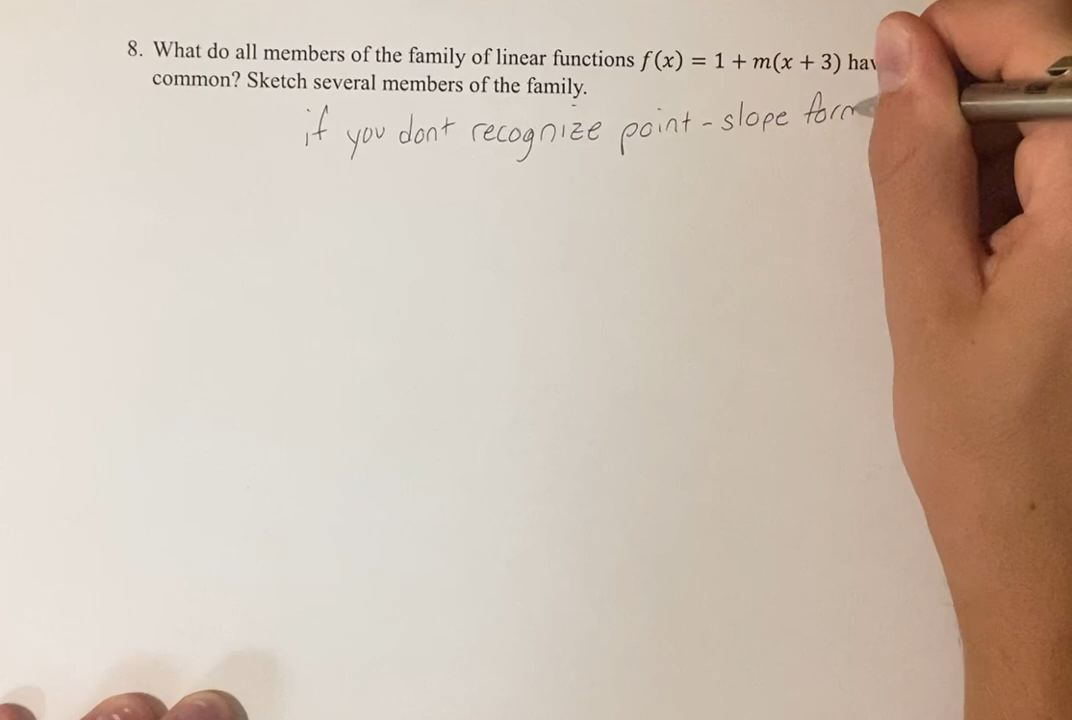 8. What do all members of the family of linear functions f(x) = 1 + m(x + 3)
common? Sketch several members of the family.
if you dont recognize point-slope form